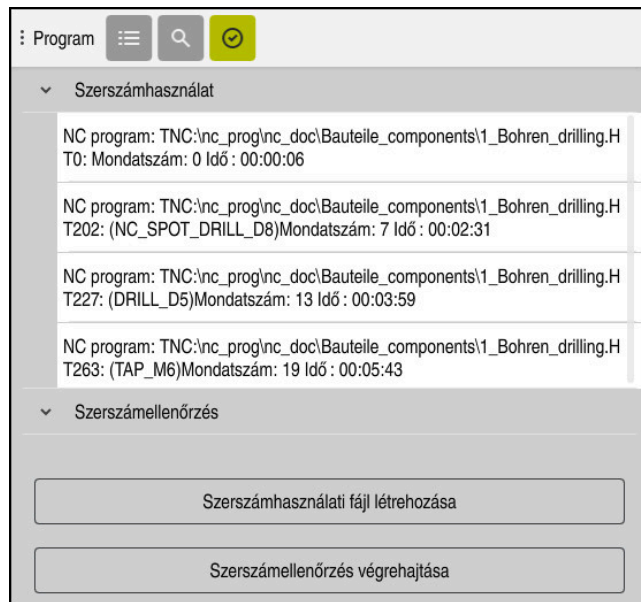 Program
Szerszámhasználat
NC program: TNC:\nc_prog\nc_doc\Bauteile_components\1_Bohren_drilling.H
T0: Mondatszám: 0 Idő : 00:00:06
NC program: TNC:\nc_prog\nc_doc\Bauteile_components\1_Bohren_drilling.H
T202: (NC_SPOT_DRILL_D8)Mondatszám: 7 Idő : 00:02:31
NC program: TNC:\nc_prog\nc_doc\Bauteile_components\1_Bohren_drilling.H
T227: (DRILL_D5)Mondatszám: 13 Idő : 00:03:59
NC program: TNC:\nc_prog\nc_doc\Bauteile_components\1_Bohren_drilling.H
T263: (TAP_M6)Mondatszám: 19 Idő : 00:05:43
Szerszámellenőrzés
Szerszámhasználati fájl létrehozása
Szerszámellenőrzés végrehajtása